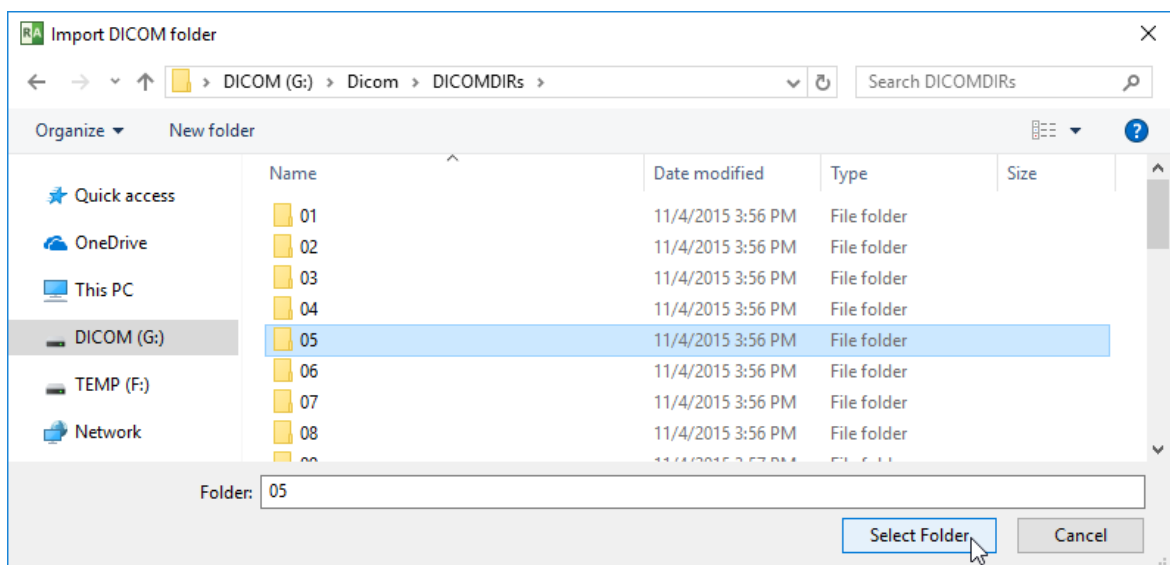 RA Import DICOM folder
DICOM (G:) > Dicom > DICOMDIRs >
Search DICOMDIRs
Organize
New folder
?
Name Date modified Type Size
Quick access
OneDrive
This PC
DICOM (G:)
TEMP (F:)
Network
01 11/4/2015 3:56 PM File folder
02 11/4/2015 3:56 PM File folder
03 11/4/2015 3:56 PM File folder
04 11/4/2015 3:56 PM File folder
05 11/4/2015 3:56 PM File folder
06 11/4/2015 3:56 PM File folder
07 11/4/2015 3:56 PM File folder
08 11/4/2015 3:56 PM File folder
Folder: 05
Select Folder
Cancel